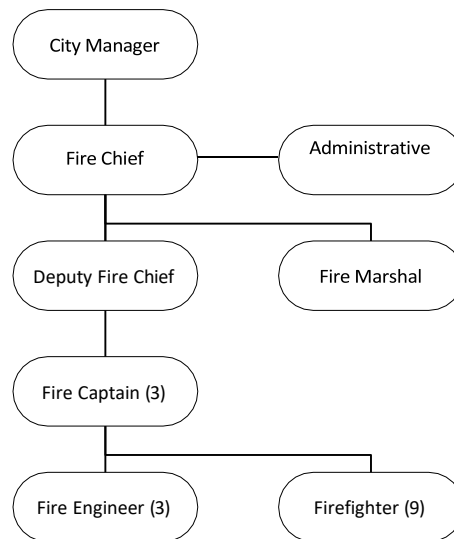 City Manager
Fire Chief
Administrative
Deputy Fire Chief
Fire Marshal
Fire Captain (3)
Fire Engineer (3)
Firefighter (9)